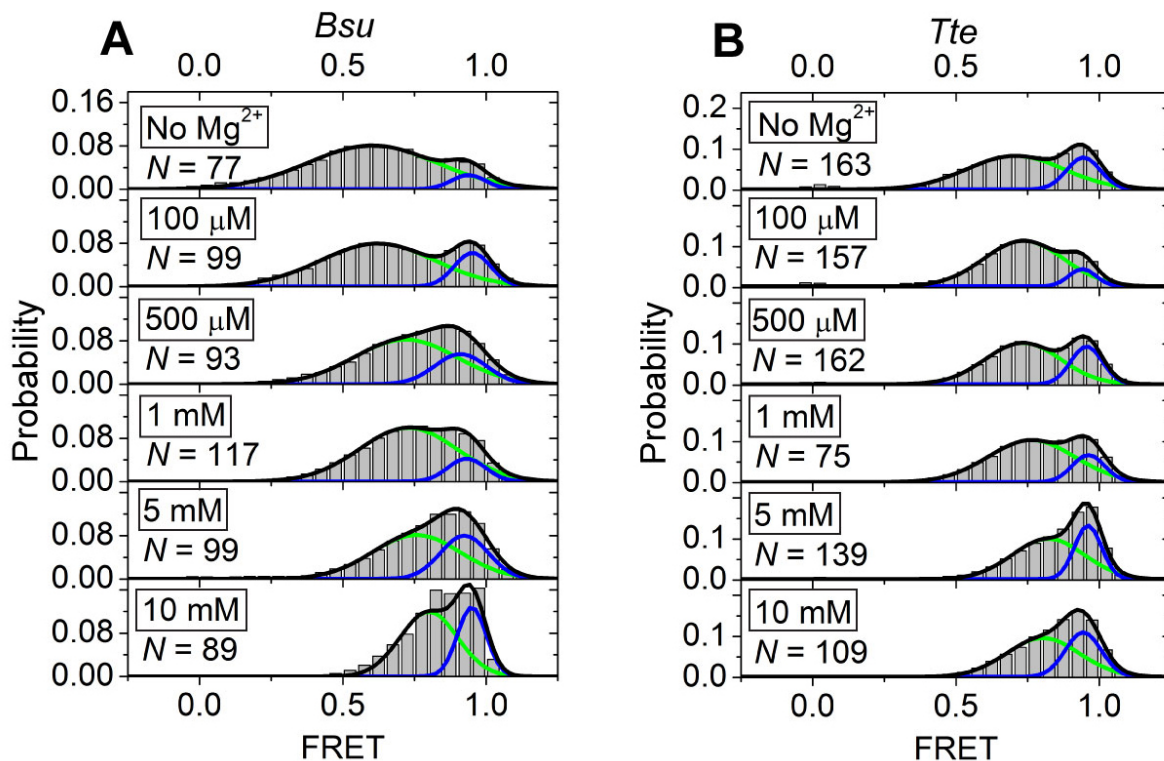 A
Bsu
0.0 0.5 1.0
0.16
0.08
0.00
No Mg²⁺
N = 77
0.08
0.00
100 µM
N = 99
0.08
0.00
500 µM
N = 93
0.08
0.00
1 mM
N = 117
0.08
0.00
5 mM
N = 99
0.08
0.00
10 mM
N = 89
Probability
0.0 0.5 1.0
FRET
B
Tte
0.0 0.5 1.0
0.2
0.1
0.0
No Mg²⁺
N = 163
0.1
0.0
100 µM
N = 157
0.1
0.0
500 µM
N = 162
0.1
0.0
1 mM
N = 75
0.1
0.0
5 mM
N = 139
0.1
0.0
10 mM
N = 109
Probability
0.0 0.5 1.0
FRET